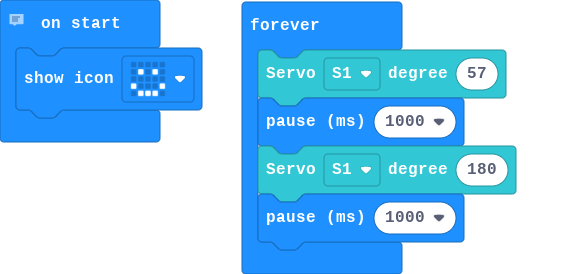 on start
show icon
forever
Servo S1 degree 57
pause (ms) 1000
Servo S1 degree 180
pause (ms) 1000